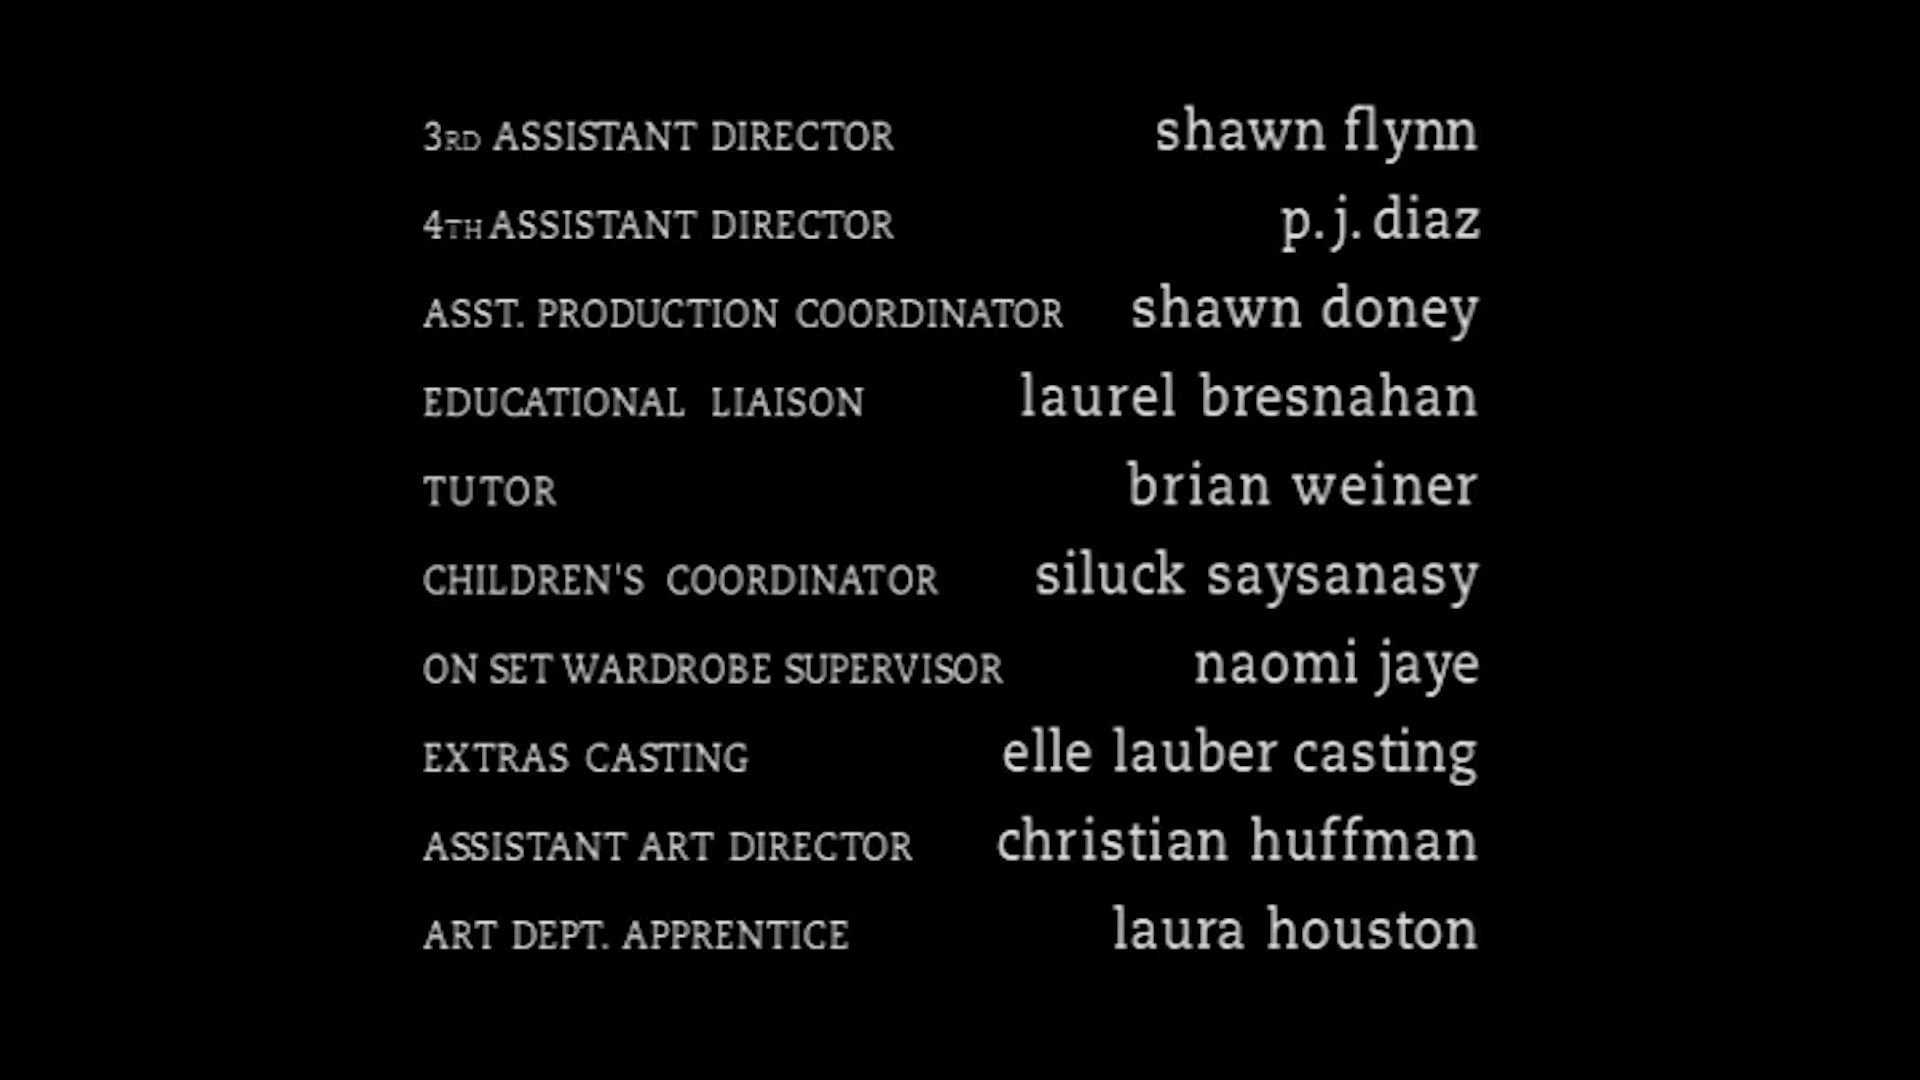 3RD ASSISTANT DIRECTOR shawn flynn
4TH ASSISTANT DIRECTOR p.j. diaz
ASST. PRODUCTION COORDINATOR shawn doney
EDUCATIONAL LIAISON laurel bresnahan
TUTOR brian weiner
CHILDREN'S COORDINATOR siluck saysanasy
ON SET WARDROBE SUPERVISOR naomi jaye
EXTRAS CASTING elle lauber casting
ASSISTANT ART DIRECTOR christian huffman
ART DEPT. APPRENTICE laura houston